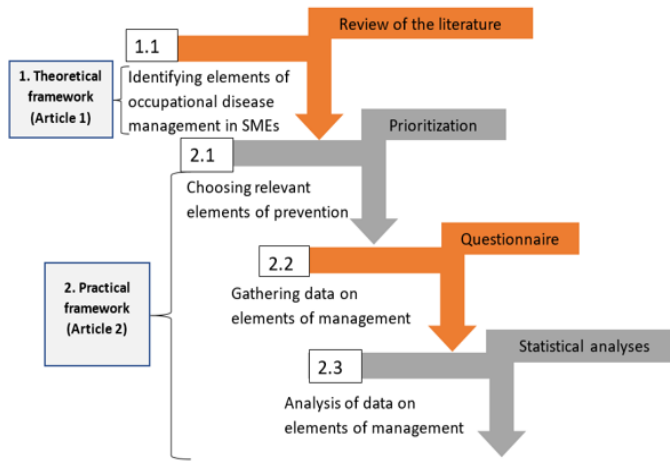 Review of the literature
1.1
1. Theoretical
framework
(Article 1)
Identifying elements of
occupational disease
management in SMEs
Prioritization
2.1
Choosing relevant
elements of prevention
2. Practical
framework
(Article 2)
Questionnaire
2.2
Gathering data on
elements of management
Statistical analyses
2.3
Analysis of data on
elements of management